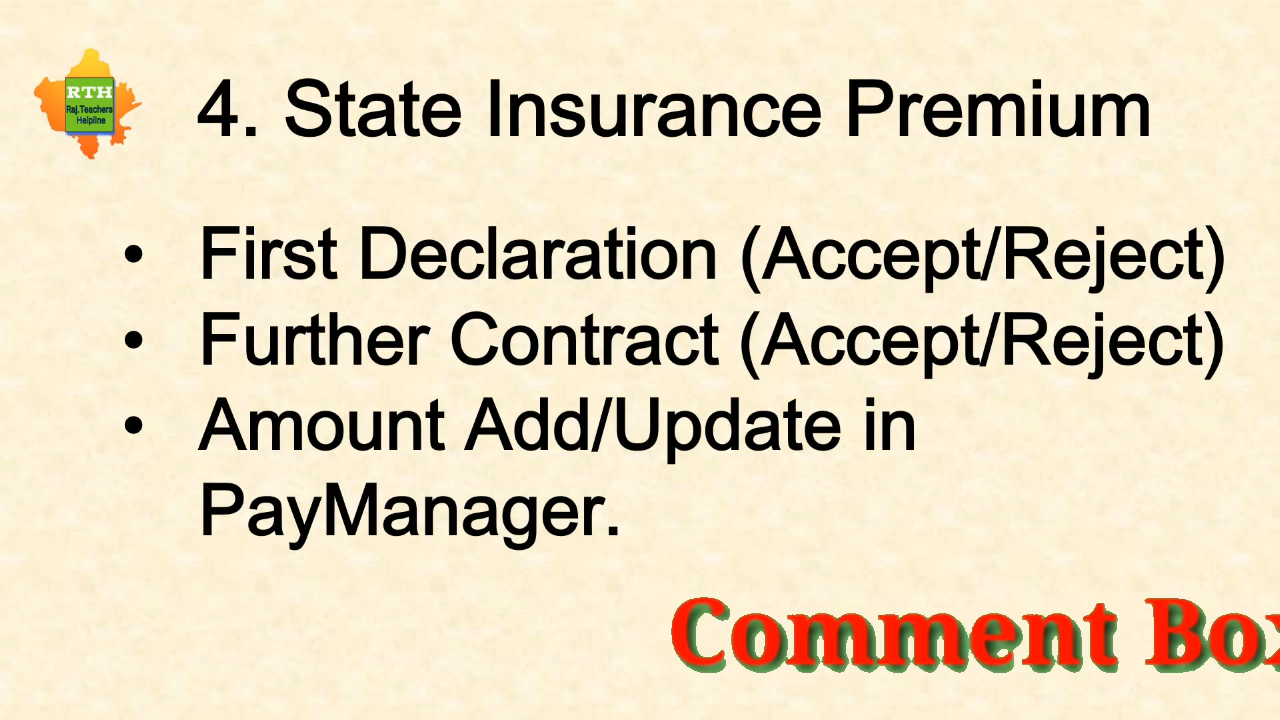 RTH
Raj.Teachers
Helpline
4. State Insurance Premium
• First Declaration (Accept/Reject)
• Further Contract (Accept/Reject)
• Amount Add/Update in
PayManager.
Comment Box